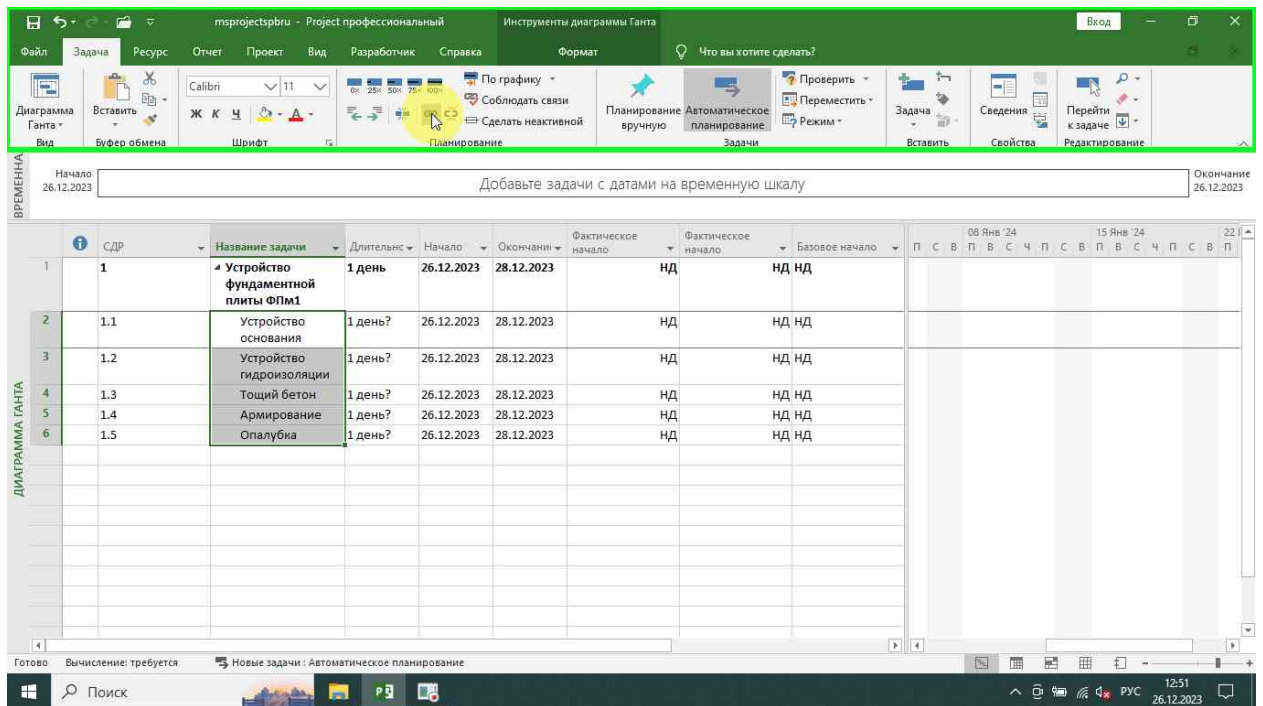 msprojectspbru - Project профессиональный
Инструменты диаграммы Ганта
Вход
Файл Задача Ресурс Отчет Проект Вид Разработчик Справка Формат Что вы хотите сделать?
Диаграмма Ганта
Вид
Вставить
Буфер обмена
Calibri 11
Ж К Ч А
Шрифт
0% 25% 50% 75% 100%
По графику
Соблюдать связи
Сделать неактивной
Планирование
Планирование вручную
Автоматическое планирование
Проверить
Переместить
Режим
Задачи
Задача
Вставить
Сведения
Свойства
Перейти к задаче
Редактирование
ВРЕМЕНН
Начало
26.12.2023
Добавьте задачи с датами на временную шкалу
Окончание
26.12.2023
СДР Название задачи Длительнс Начало Окончани Фактическое начало Фактическое начало Базовое начало
08 Янв '24 15 Янв '24 22
П С В П В С Ч П С В П В С Ч П С В П
1 1 Устройство фундаментной плиты ФПм1 1 день 26.12.2023 28.12.2023 НД НД НД
2 1.1 Устройство основания 1 день? 26.12.2023 28.12.2023 НД НД НД
3 1.2 Устройство гидроизоляции 1 день? 26.12.2023 28.12.2023 НД НД НД
4 1.3 Тощий бетон 1 день? 26.12.2023 28.12.2023 НД НД НД
5 1.4 Армирование 1 день? 26.12.2023 28.12.2023 НД НД НД
6 1.5 Опалубка 1 день? 26.12.2023 28.12.2023 НД НД НД
ДИАГРАММА ГАНТА
Готово Вычисление: требуется Новые задачи : Автоматическое планирование
Поиск
РУС
12:51
26.12.2023